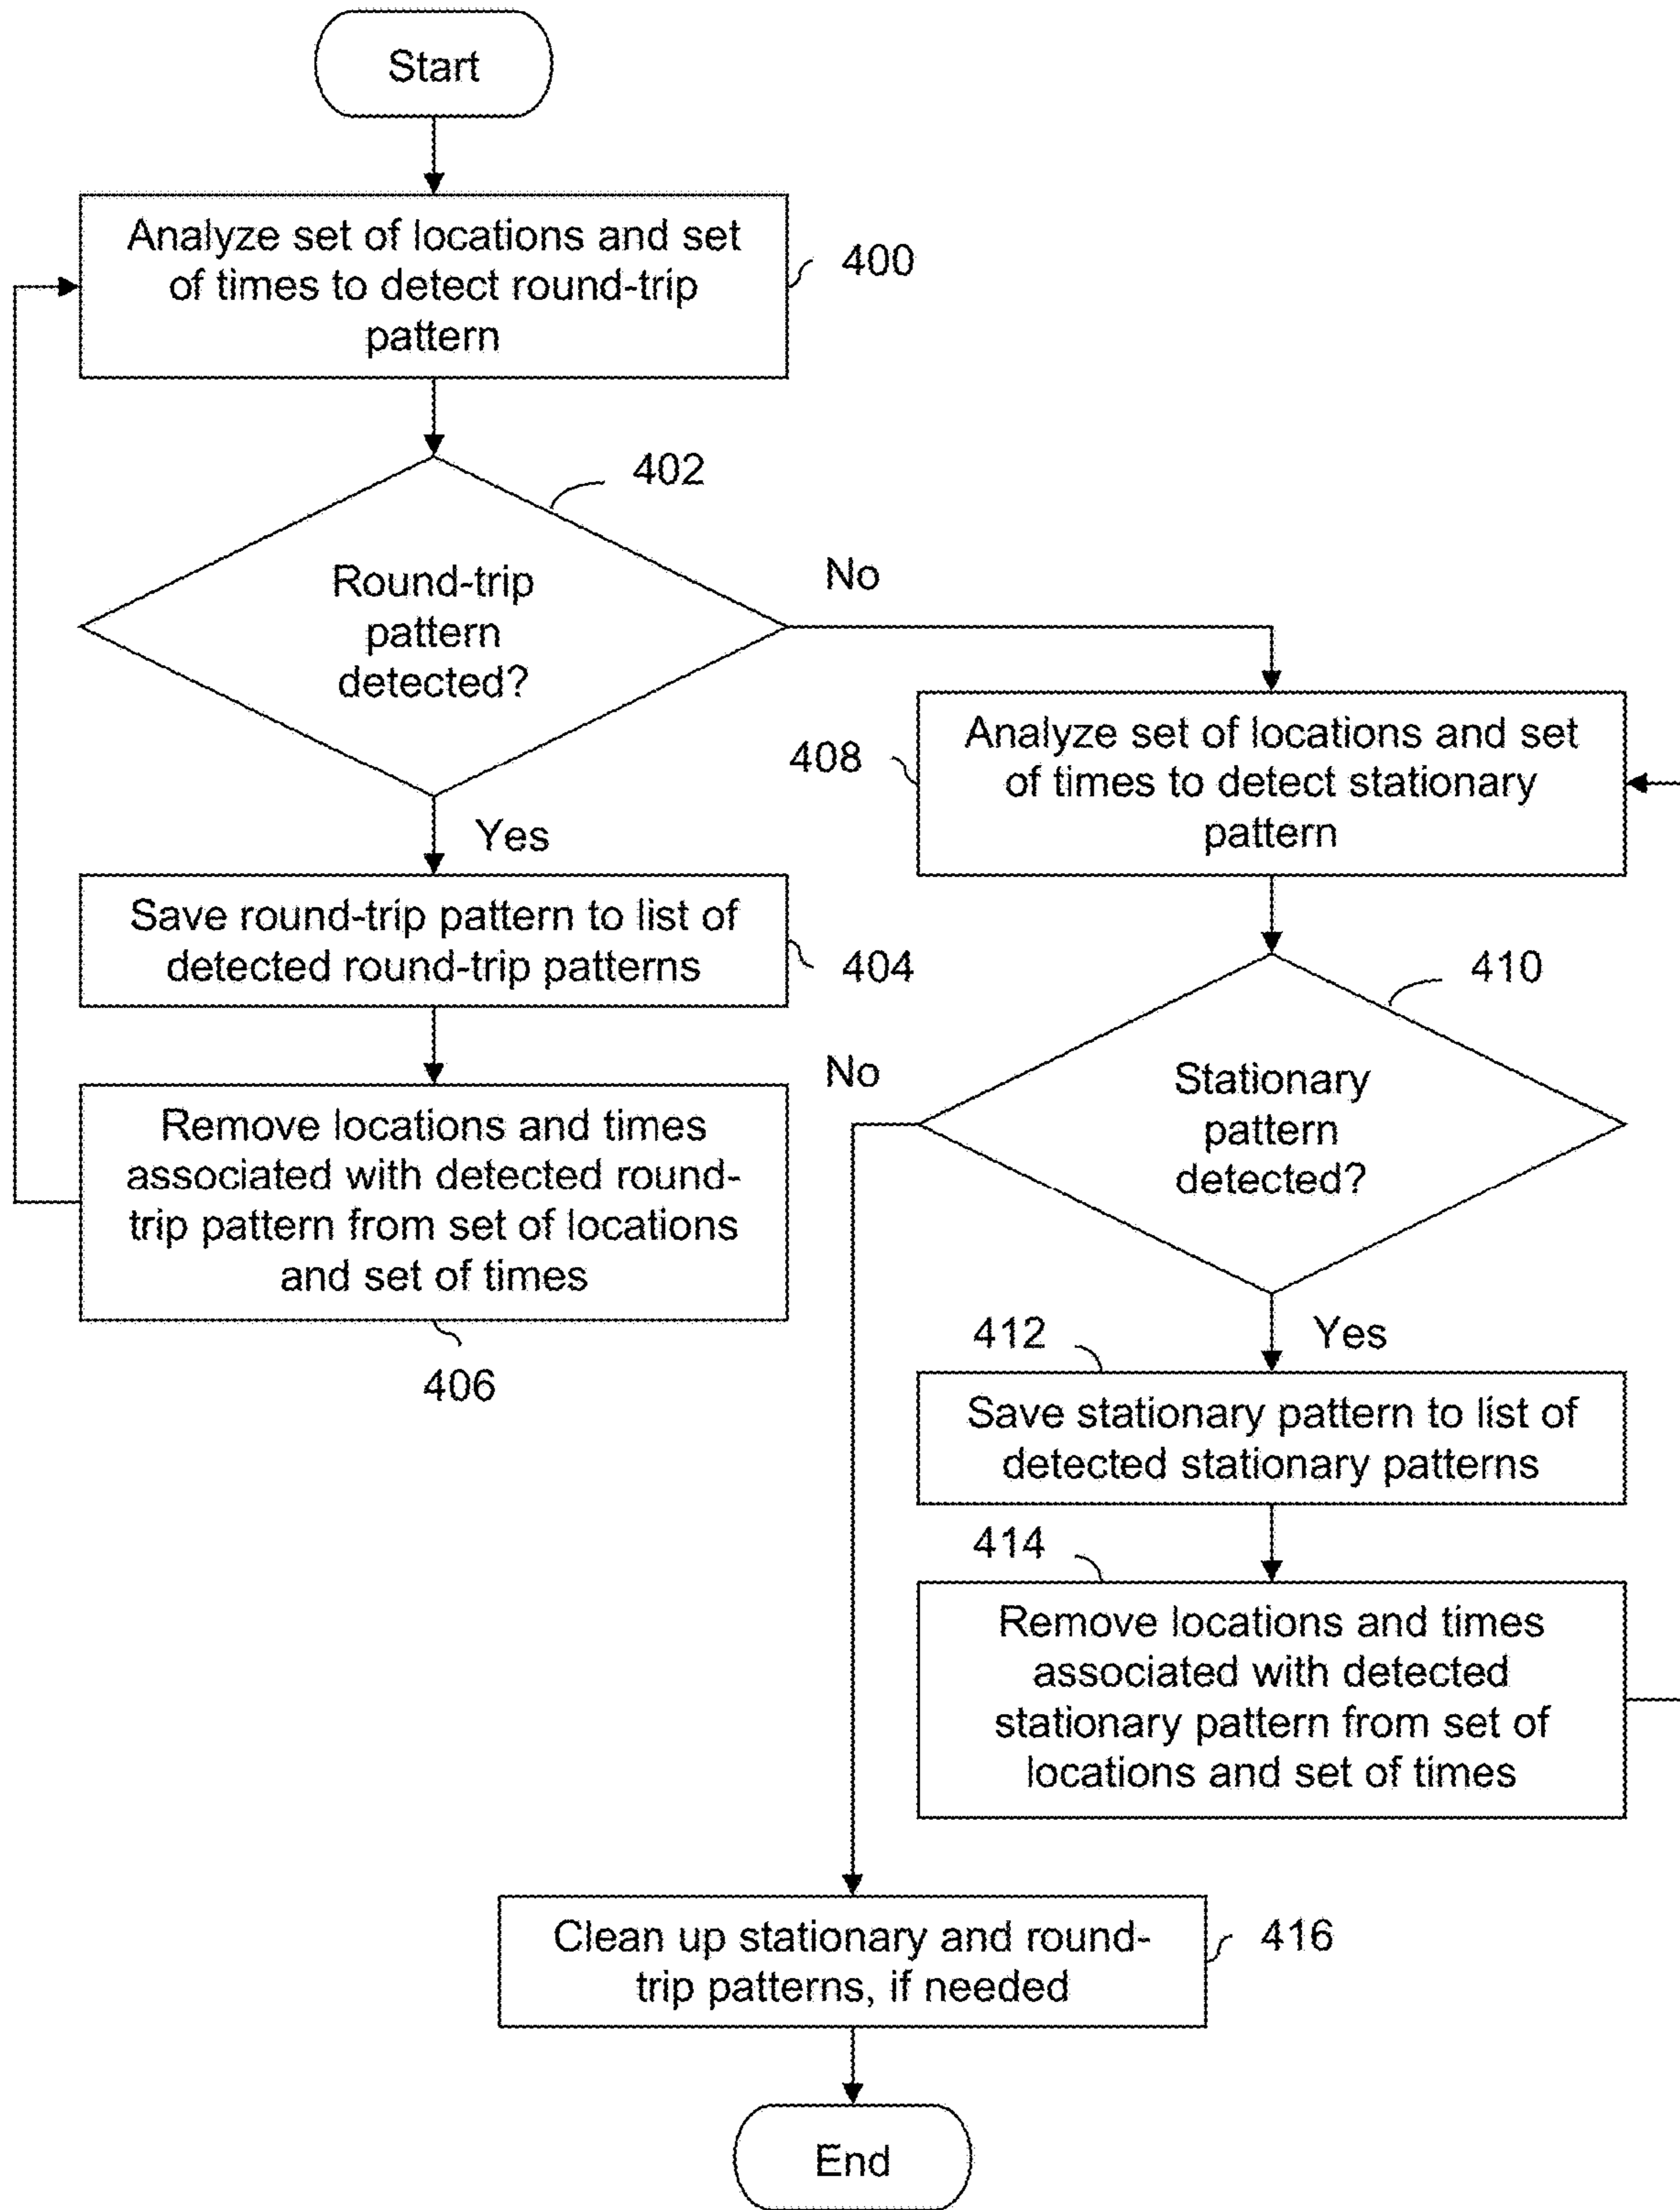 Start
Analyze set of locations and set
of times to detect round-trip
pattern
400
402
Round-trip
pattern
detected?
No
Yes
Save round-trip pattern to list of
detected round-trip patterns
404
Remove locations and times
associated with detected round-
trip pattern from set of locations
and set of times
406
408
Analyze set of locations and set
of times to detect stationary
pattern
410
Stationary
pattern
detected?
No
Yes
412
Save stationary pattern to list of
detected stationary patterns
414
Remove locations and times
associated with detected
stationary pattern from set of
locations and set of times
Clean up stationary and round-
trip patterns, if needed
416
End